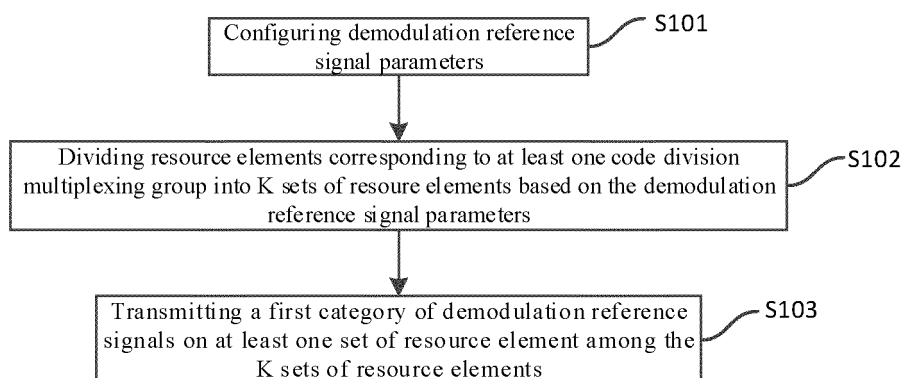 Configuring demodulation reference
signal parameters
S101
Dividing resource elements corresponding to at least one code division
multiplexing group into K sets of resoure elements based on the demodulation
reference signal parameters
S102
Transmitting a first category of demodulation reference
signals on at least one set of resource element among the
K sets of resource elements
S103